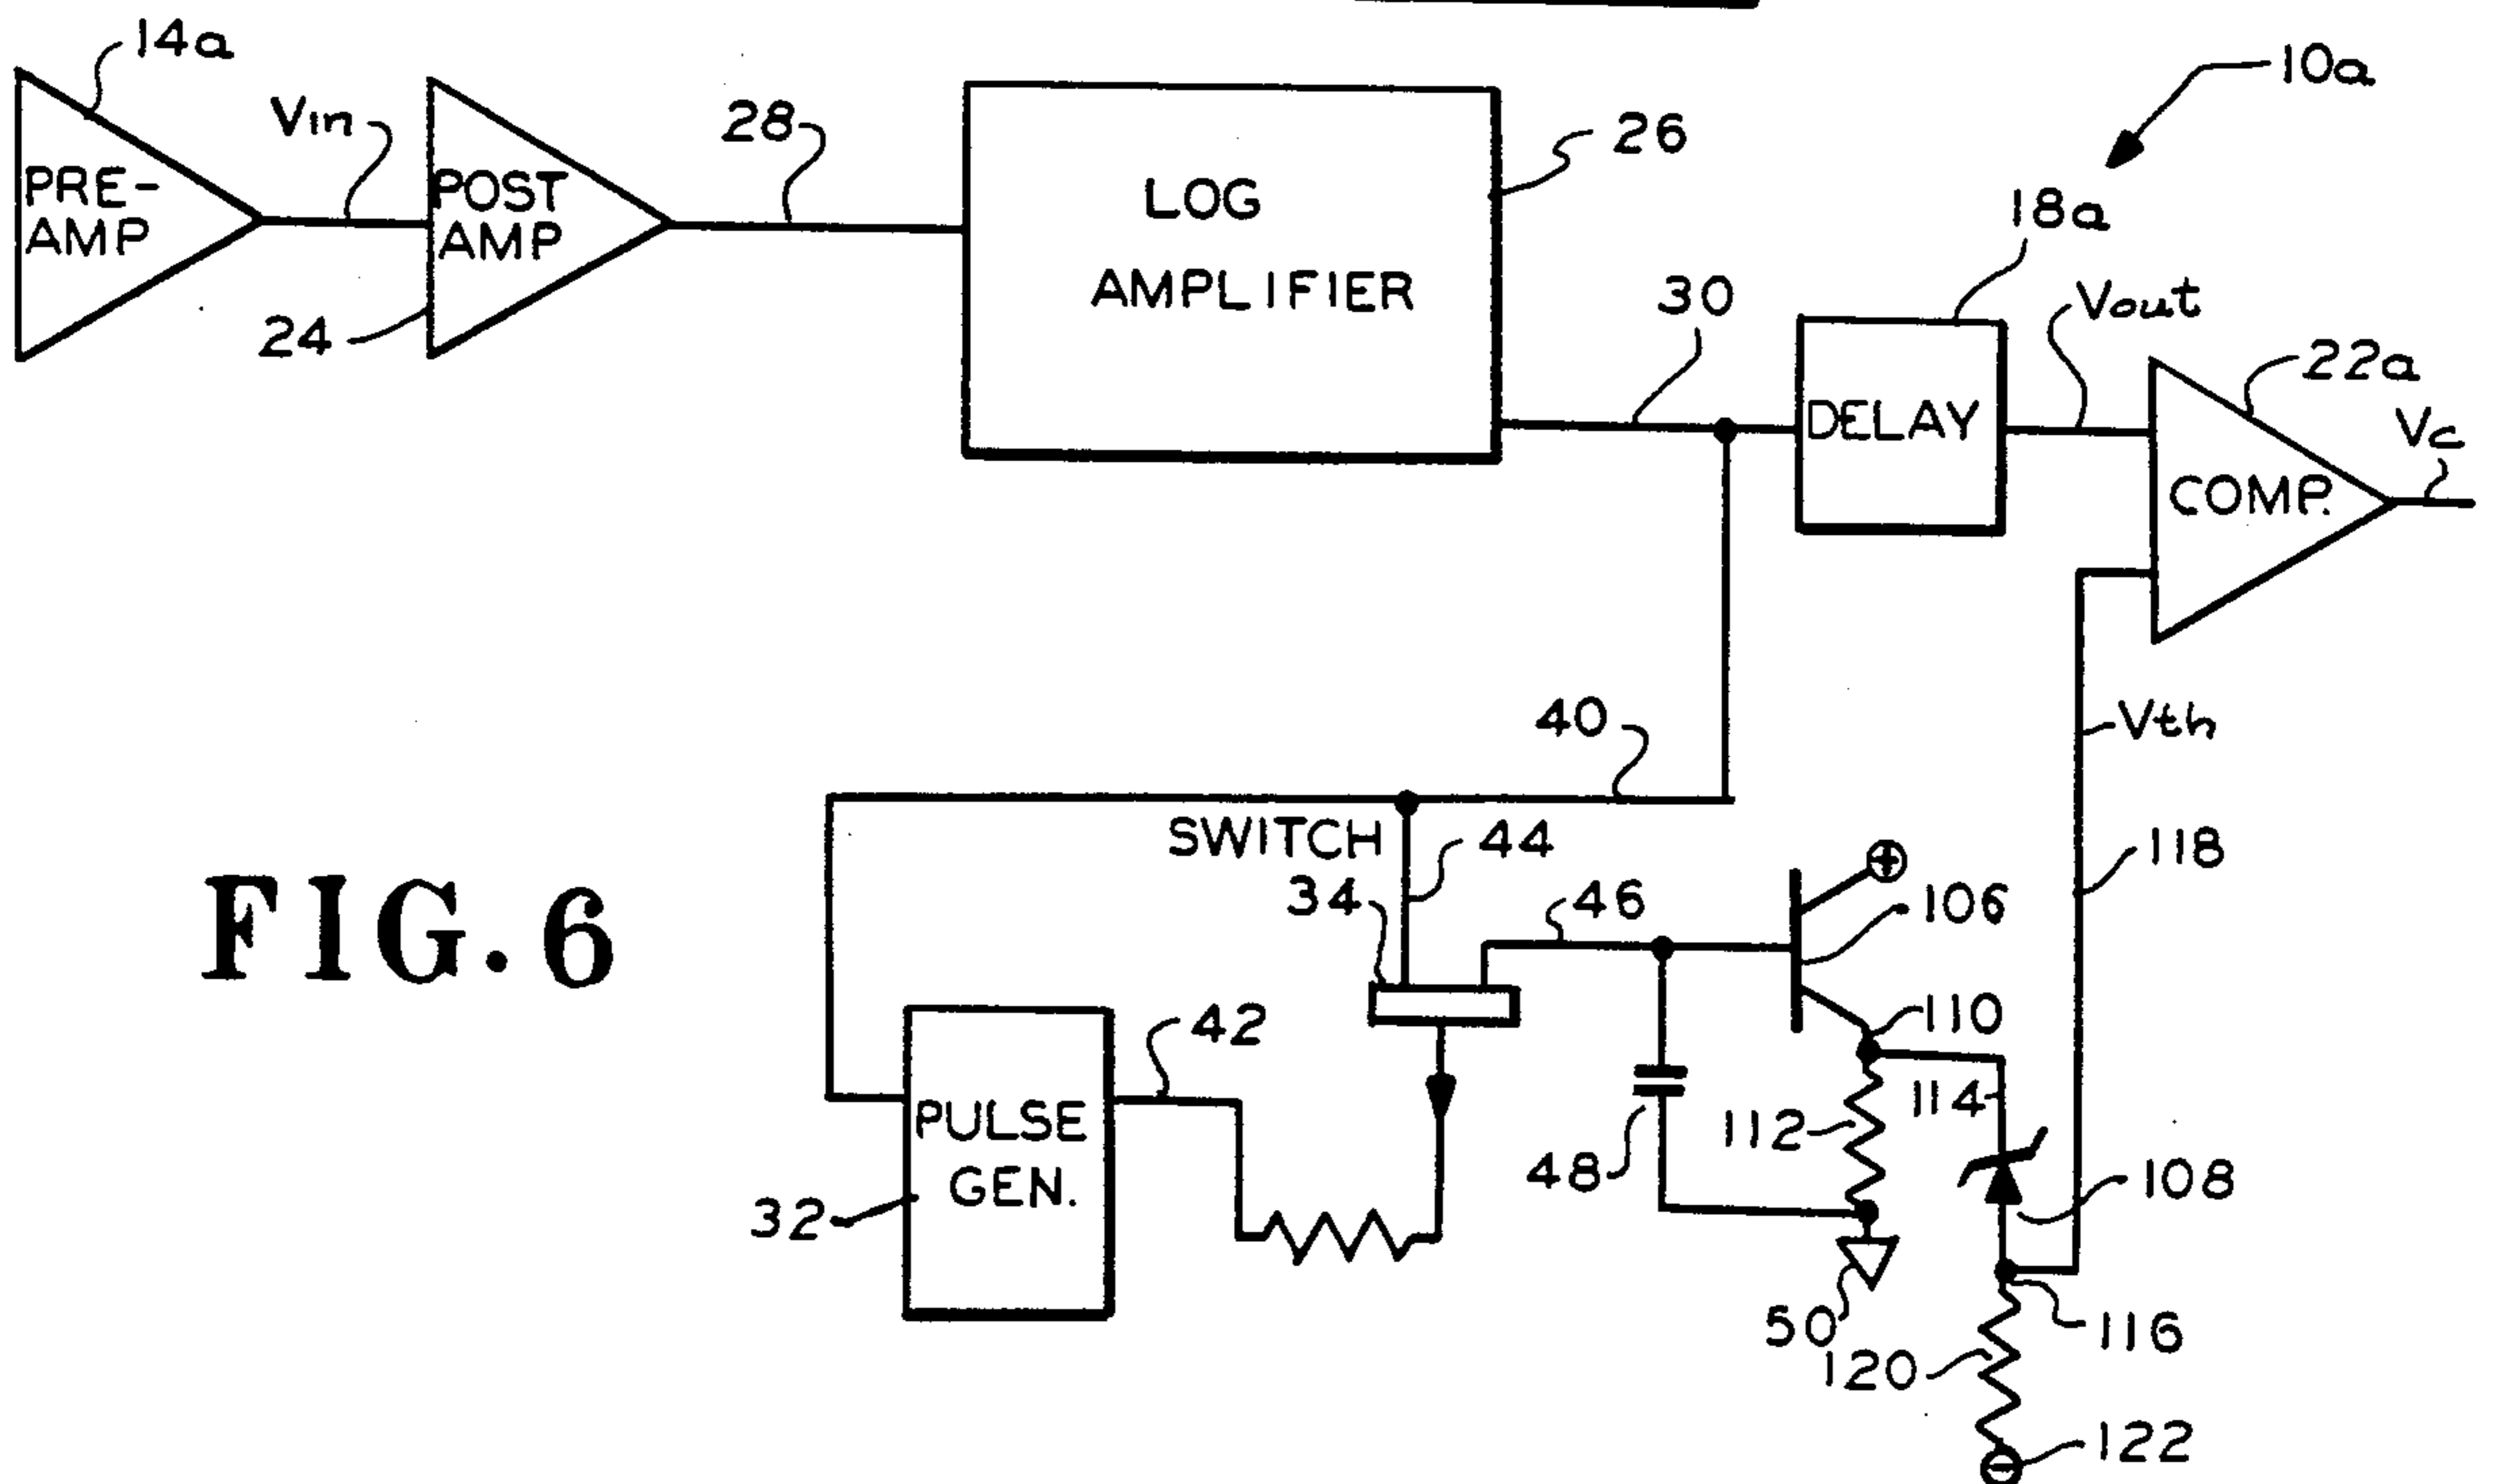 14a
10a
Vin
28
26
PRE-
AMP
POST
AMP
LOG
AMPLIFIER
18a
24
30
Vout
22a
DELAY
Vc
COMP.
40
Vth
SWITCH
44
118
34
46
106
FIG. 6
42
110
114
PULSE
GEN.
112
48
108
32
50
116
120
122